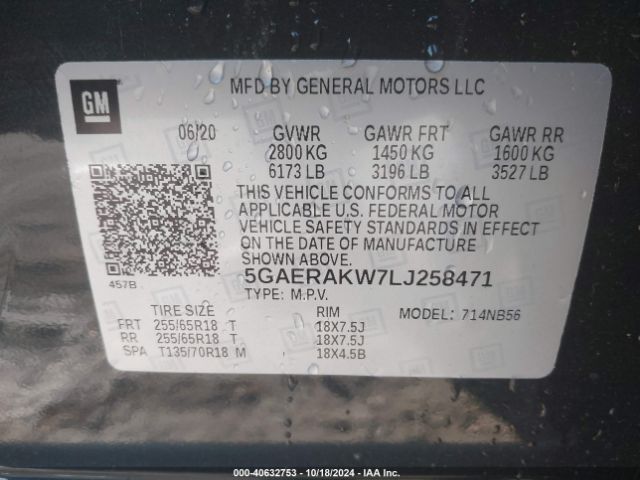 GM
MFD BY GENERAL MOTORS LLC
06/20 GVWR GAWR FRT GAWR RR
2800 KG 1450 KG 1600 KG
6173 LB 3196 LB 3527 LB
THIS VEHICLE CONFORMS TO ALL
APPLICABLE U.S. FEDERAL MOTOR
VEHICLE SAFETY STANDARDS IN EFFECT
ON THE DATE OF MANUFACTURE
SHOWN ABOVE.
457B 5GAERAKW7LJ258471
TYPE: M.P.V.
TIRE SIZE RIM MODEL: 714NB56
FRT 255/65R18 T 18X7.5J
RR 255/65R18 T 18X7.5J
SPA T135/70R18 M 18X4.5B
000-40632753 - 10/18/2024 - IAA Inc.